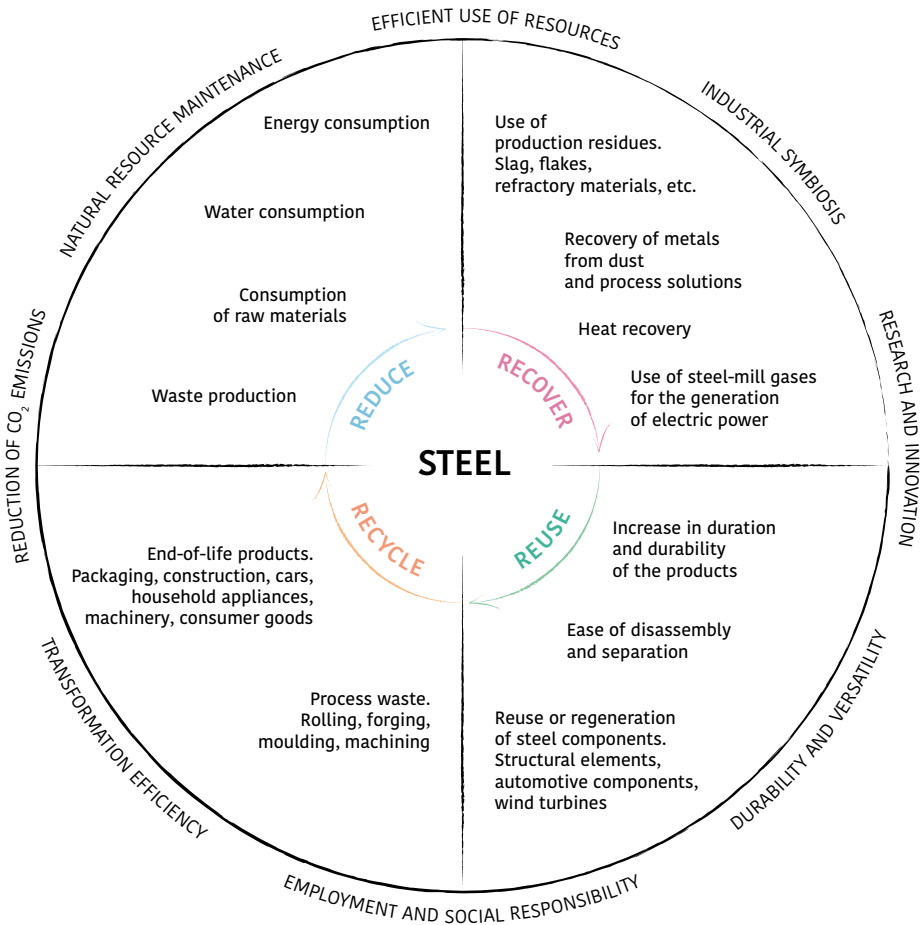 EFFICIENT USE OF RESOURCES
INDUSTRIAL SYMBIOSIS
RESEARCH AND INNOVATION
DURABILITY AND VERSATILITY
EMPLOYMENT AND SOCIAL RESPONSIBILITY
TRANSFORMATION EFFICIENCY
REDUCTION OF CO₂ EMISSIONS
NATURAL RESOURCE MAINTENANCE
Energy consumption
Water consumption
Consumption
of raw materials
Waste production
REDUCE
Use of
production residues.
Slag, flakes,
refractory materials, etc.
Recovery of metals
from dust
and process solutions
Heat recovery
Use of steel-mill gases
for the generation
of electric power
RECOVER
STEEL
REUSE
Increase in duration
and durability
of the products
Ease of disassembly
and separation
Reuse or regeneration
of steel components.
Structural elements,
automotive components,
wind turbines
RECYCLE
End-of-life products.
Packaging, construction, cars,
household appliances,
machinery, consumer goods
Process waste.
Rolling, forging,
moulding, machining